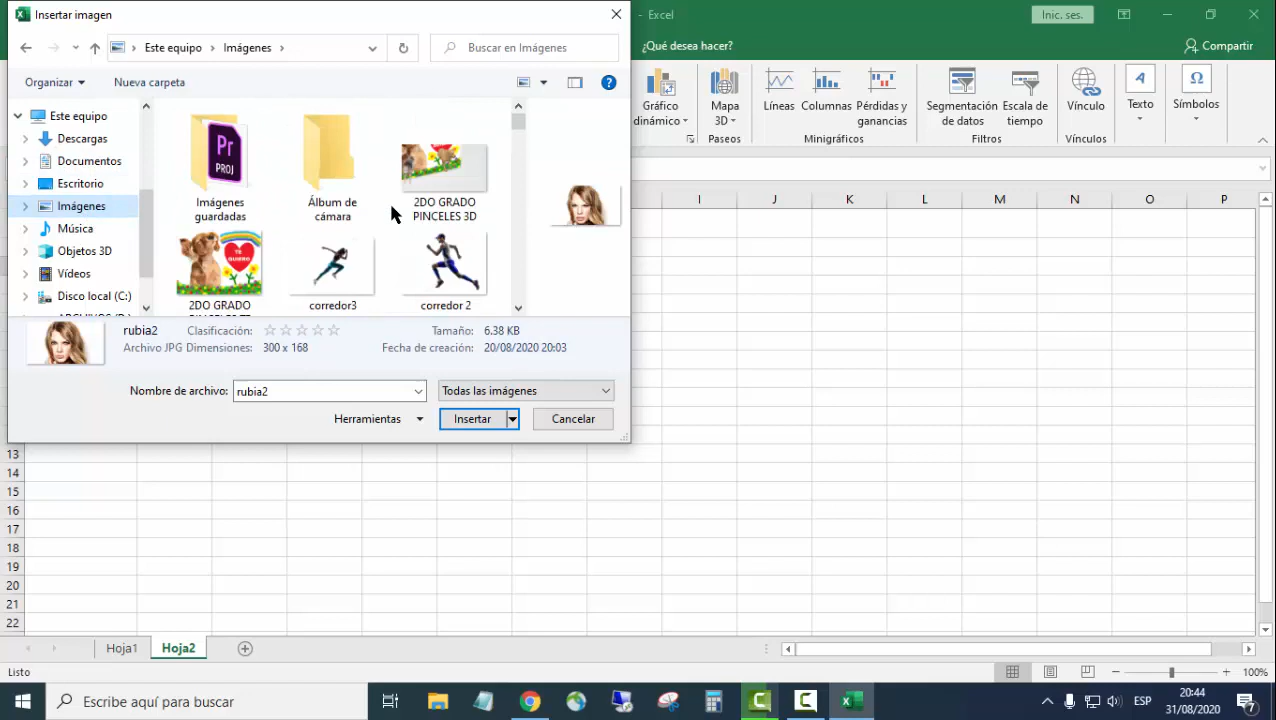 Insertar imagen
- Excel
Inic. ses.
Este equipo
Imágenes
Buscar en Imágenes
¿Qué desea hacer?
Compartir
Organizar
Nueva carpeta
Gráfico dinámico
Mapa 3D
Líneas
Columnas
Pérdidas y ganancias
Segmentación de datos
Escala de tiempo
Vínculo
Texto
Símbolos
Paseos
Minigráficos
Filtros
Vínculos
Este equipo
Descargas
Documentos
Escritorio
Imágenes
Música
Objetos 3D
Vídeos
Disco local (C:)
Pr
PROJ
Imágenes guardadas
Álbum de cámara
2DO GRADO PINCELES 3D
TE QUIERO
2DO GRADO
corredor3
corredor 2
I J K L M N O P
rubia2
Clasificación:
Tamaño: 6.38 KB
Archivo JPG Dimensiones: 300 x 168
Fecha de creación: 20/08/2020 20:03
Nombre de archivo: rubia2
Todas las imágenes
Herramientas
Insertar
Cancelar
13
14
15
16
17
18
19
20
21
22
Hoja1
Hoja2
Listo
100%
Escribe aquí para buscar
ESP
20:44
31/08/2020
7